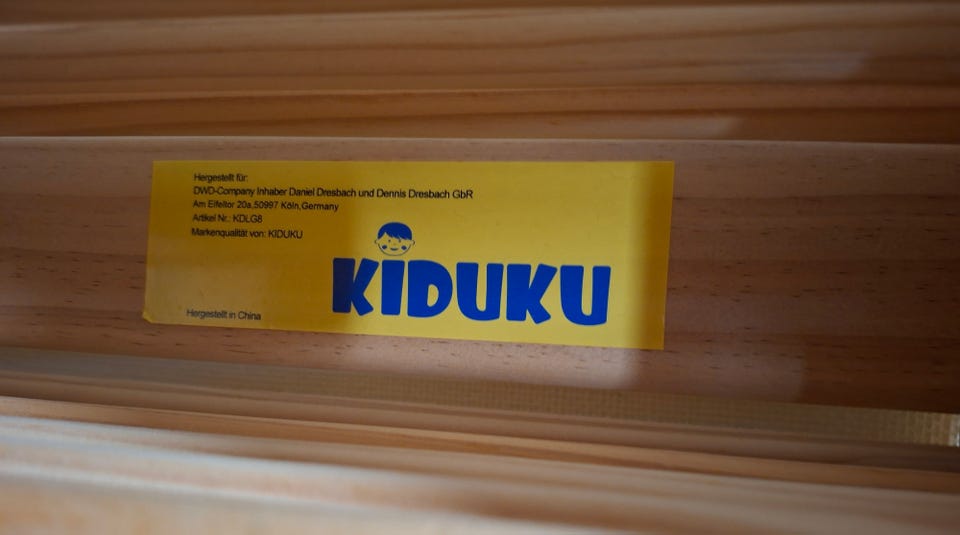 Hergestellt für:
DWD-Company Inhaber Daniel Dresbach und Dennis Dresbach GbR
Am Eifeltor 20a,50997 Köln,Germany
Artikel Nr.: KDLG8
Markenqualität von: KIDUKU
KIDUKU
Hergestellt in China